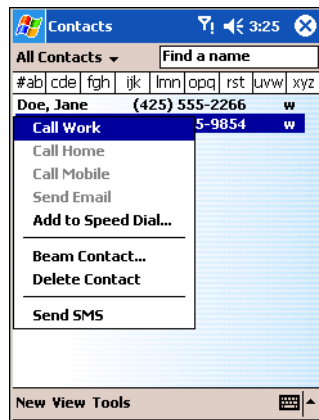 Contacts 3:25
All Contacts Find a name
#ab cde fgh ijk lmn opq rst uvw xyz
Doe, Jane (425) 555-2266 w
5-9854 w
Call Work
Call Home
Call Mobile
Send Email
Add to Speed Dial...
Beam Contact...
Delete Contact
Send SMS
New View Tools